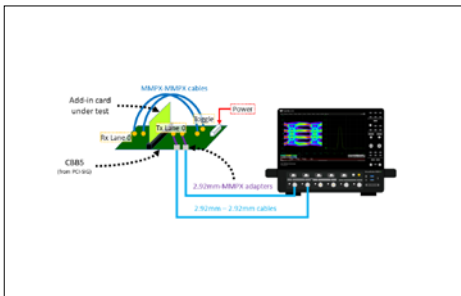 MMPX-MMPX cables
Add-in card
under test
Toggle
Power
Rx Lane 0
Tx Lane 0
CBB5
(from PCI-SIG)
2.92mm-MMPX adapters
2.92mm – 2.92mm cables